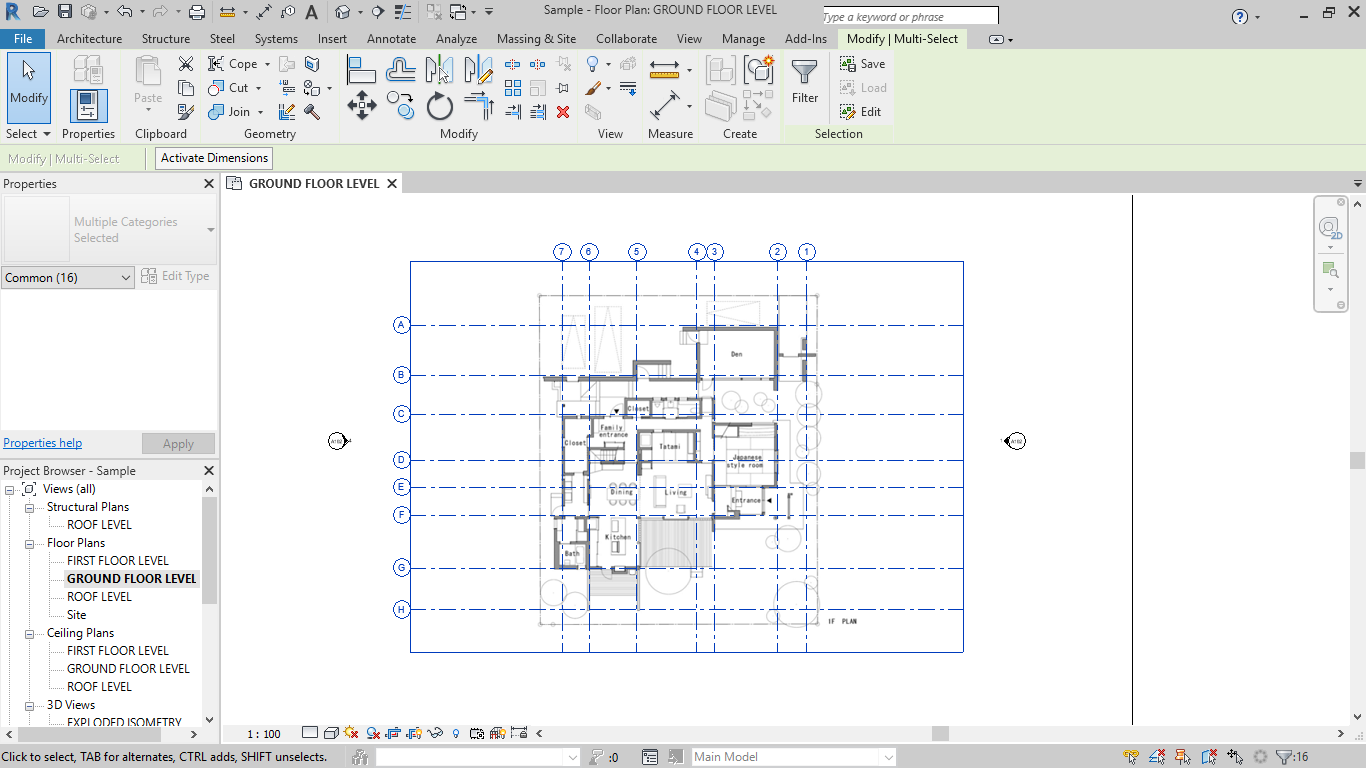 Sample - Floor Plan: GROUND FLOOR LEVEL
Type a keyword or phrase
File Architecture Structure Steel Systems Insert Annotate Analyze Massing & Site Collaborate View Manage Add-Ins Modify | Multi-Select
Modify
Paste
Cope
Cut
Join
Filter
Save
Load
Edit
Select Properties Clipboard Geometry Modify View Measure Create Selection
Modify | Multi-Select Activate Dimensions
Properties
GROUND FLOOR LEVEL
Multiple Categories
Selected
Common (16) Edit Type
Properties help Apply
Project Browser - Sample
Views (all)
Structural Plans
ROOF LEVEL
Floor Plans
FIRST FLOOR LEVEL
GROUND FLOOR LEVEL
ROOF LEVEL
Site
Ceiling Plans
FIRST FLOOR LEVEL
GROUND FLOOR LEVEL
ROOF LEVEL
3D Views
EXPLODED ISOMETRY
7 6 5 4 3 2 1
A
Den
B
C
Closet
Family
entrance
Closet
Tatami
D
Japanese
style room
E
Dining
Living
Entrance
F
Kitchen
Bath
G
H
1F PLAN
2D
1 : 100
Click to select, TAB for alternates, CTRL adds, SHIFT unselects.
:0
Main Model
:16